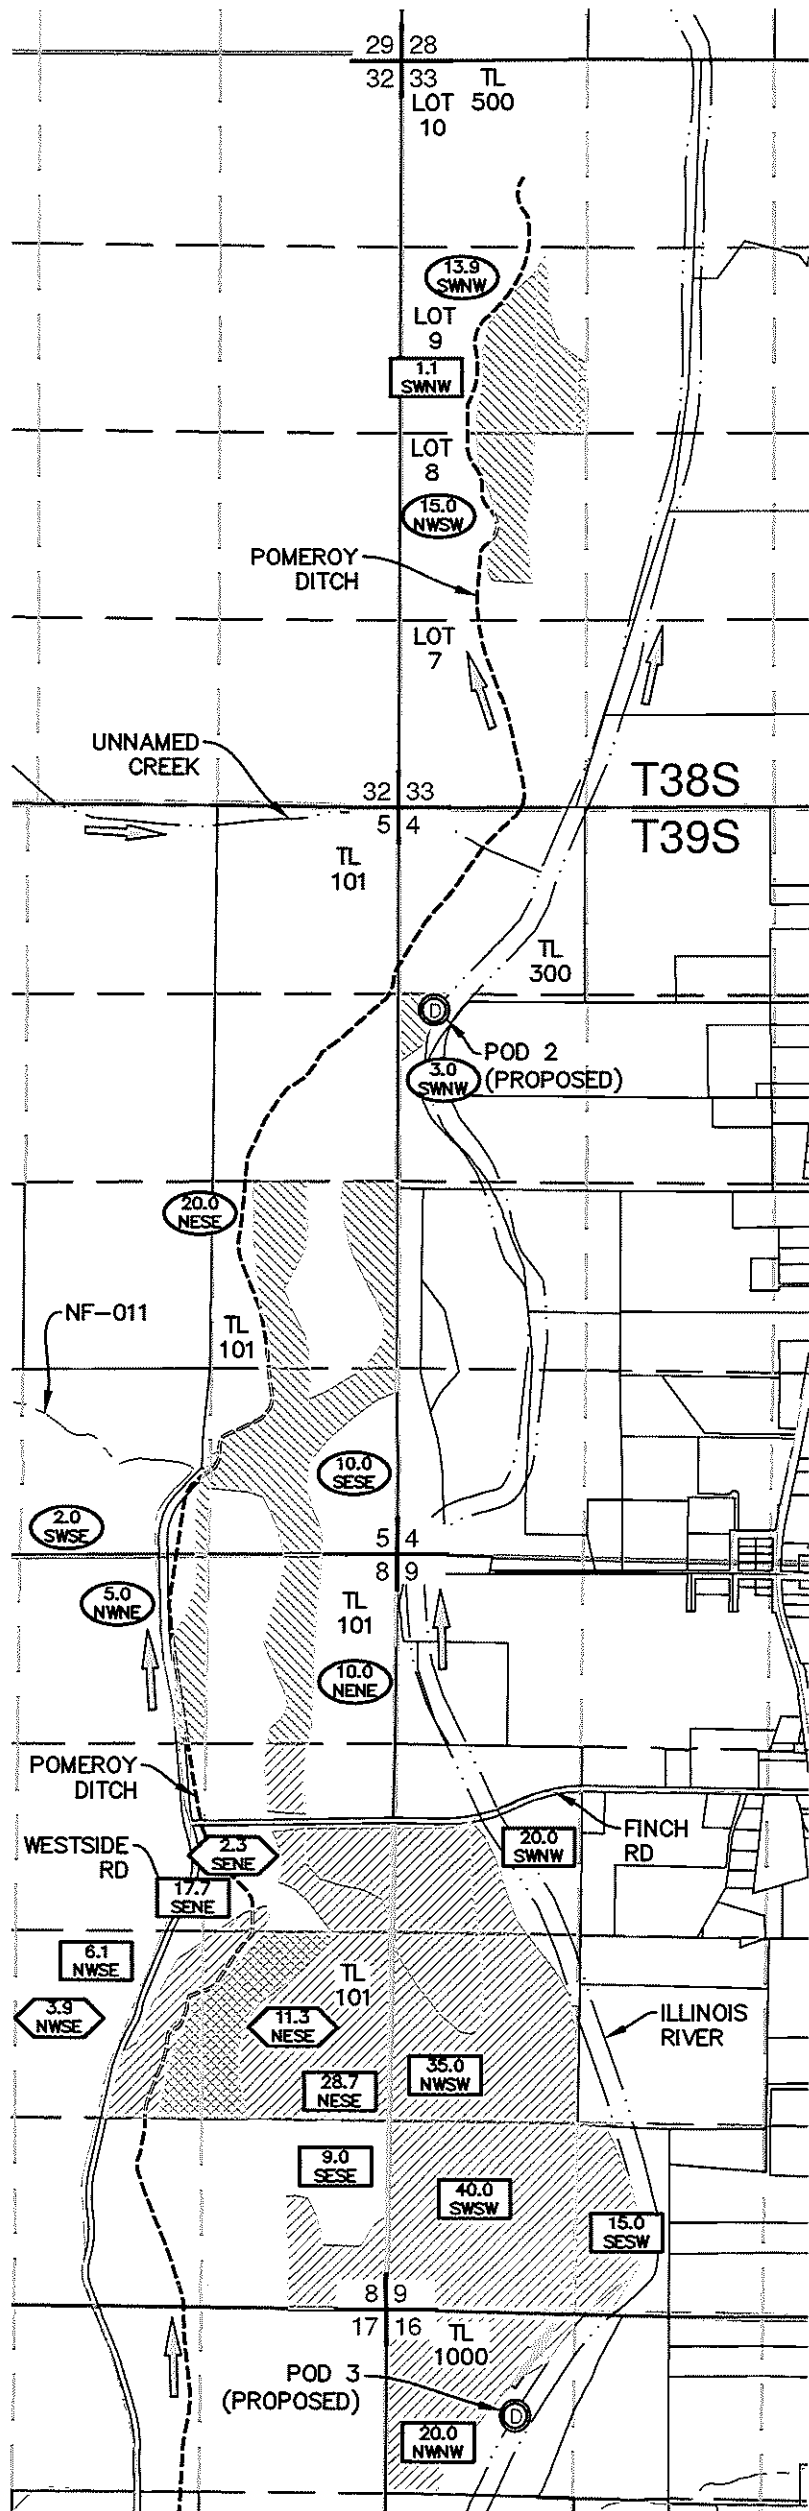 29 28
32 33
TL
500
LOT
10
13.9
SWNW
LOT
9
1.1
SWNW
LOT
8
15.0
NWSW
POMEROY
DITCH
LOT
7
UNNAMED
CREEK
T38S
32 33
5 4
T39S
TL
101
TL
300
D
POD 2
(PROPOSED)
3.0
SWNW
20.0
NESE
NF-011
TL
101
10.0
SESE
2.0
SWSE
5 4
8 9
5.0
NWNE
TL
101
10.0
NENE
POMEROY
DITCH
WESTSIDE
RD
2.3
SENE
20.0
SWNW
FINCH
RD
17.7
SENE
6.1
NWSE
TL
101
3.9
NWSE
11.3
NESE
ILLINOIS
RIVER
35.0
NWSW
28.7
NESE
9.0
SESE
40.0
SWSW
15.0
SESW
8 9
17 16
TL
1000
POD 3
(PROPOSED)
D
20.0
NWNW